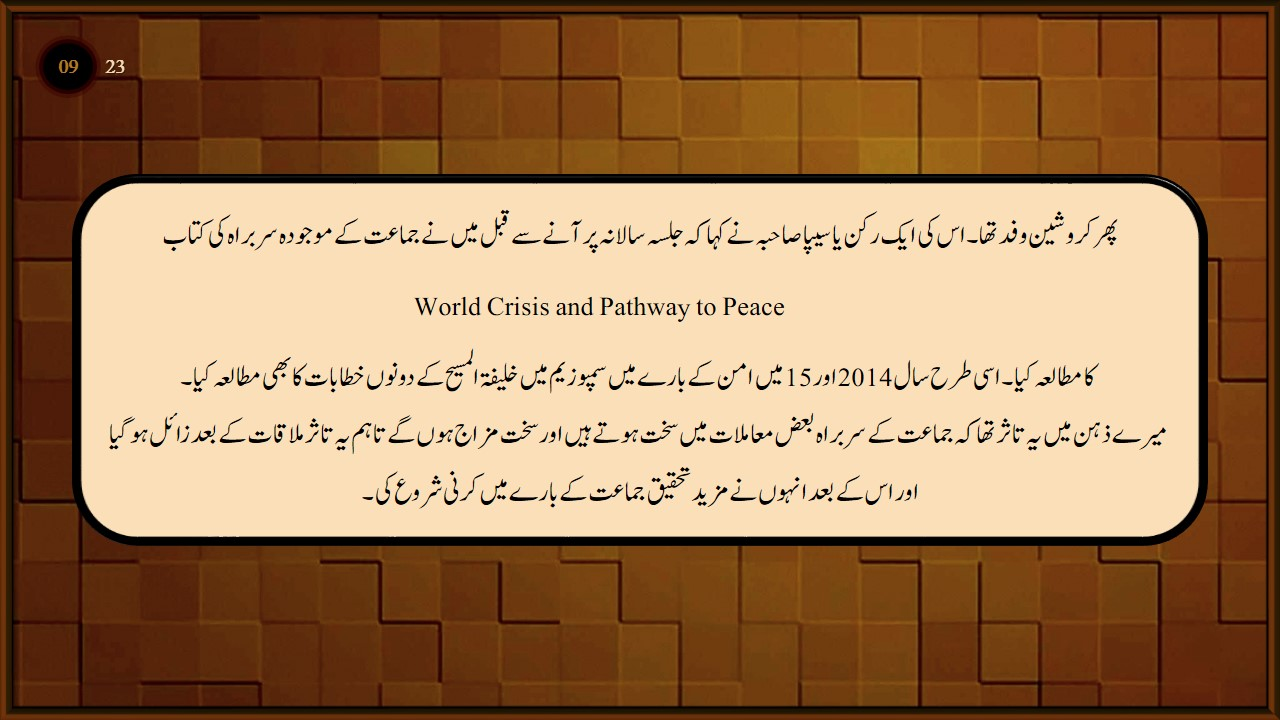 09 23
پھر کروشین وفد تھا۔ اس کی ایک رکن یاسیپا صاحبہ نے کہا کہ جلسہ سالانہ پر آنے سے قبل میں نے جماعت کے موجودہ سربراہ کی کتاب
World Crisis and Pathway to Peace
کا مطالعہ کیا۔ اسی طرح سال 2014 اور 15 میں امن کے بارے میں سمپوزیم میں خلیفۃ المسیح کے دونوں خطابات کا بھی مطالعہ کیا۔
میرے ذہن میں یہ تاثر تھا کہ جماعت کے سربراہ بعض معاملات میں سخت ہوتے ہیں اور سخت مزاج ہوں گے تاہم یہ تاثر ملاقات کے بعد زائل ہو گیا
اور اس کے بعد انہوں نے مزید تحقیق جماعت کے بارے میں کرنی شروع کی۔